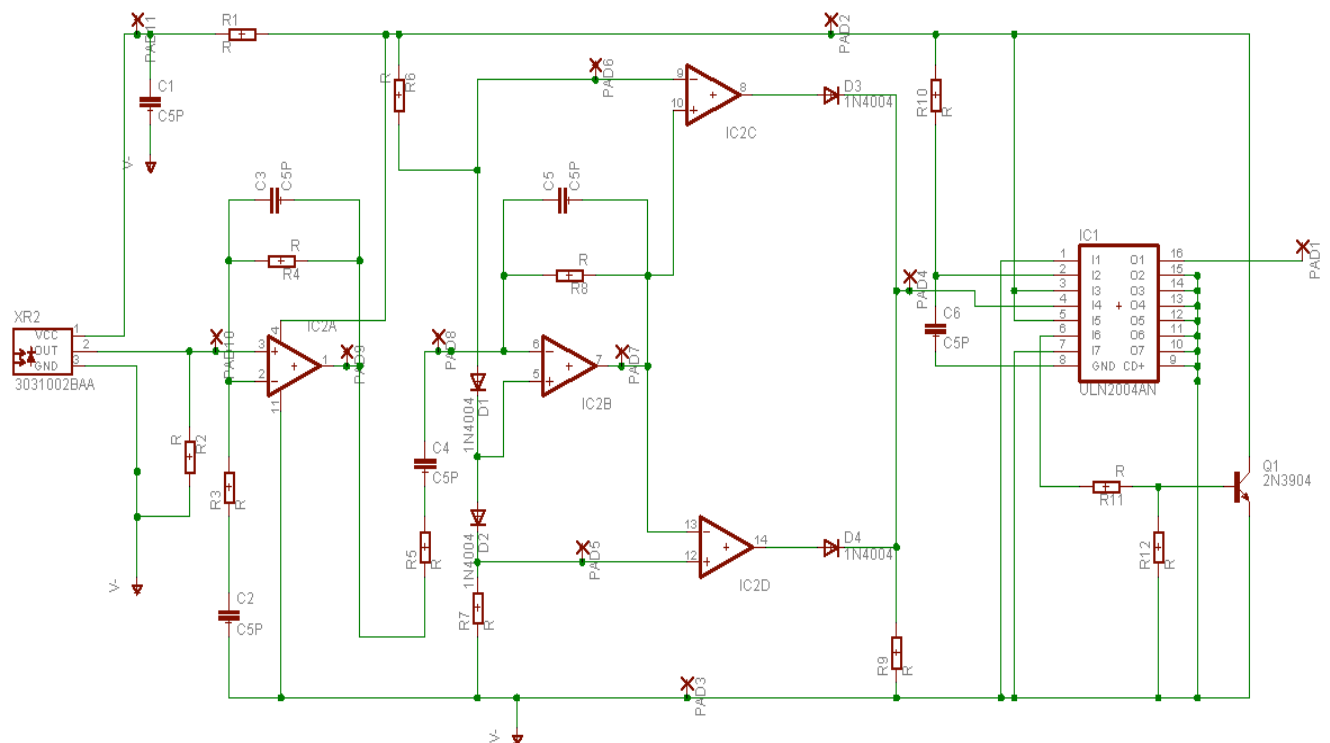 PAD11
R1
R
PAD2
C1
C5P
V-
R
R6
PAD6
9
10
8
IC2C
D3
1N4004
R10
R
C3
C5P
R
R4
C5
C5P
R
R8
IC1
1 I1 O1 16
2 I2 O2 15
3 I3 O3 14
4 I4 O4 13
5 I5 O5 12
6 I6 O6 11
7 I7 O7 10
8 GND CD+ 9
ULN2004AN
PAD1
PAD4
C6
C5P
XR2
VCC 1
OUT 2
GND 3
3031002BAA
PAD10
IC2A
4
3
2
1
11
PAD9
PAD8
6
5
7
IC2B
PAD7
D1
1N4004
R
R2
R3
R
C4
C5P
R5
R
D2
1N4004
PAD5
13
12
14
IC2D
D4
1N4004
R
R11
Q1
2N3904
R12
R
V-
C2
C5P
R7
R
R9
R
PAD3
V-